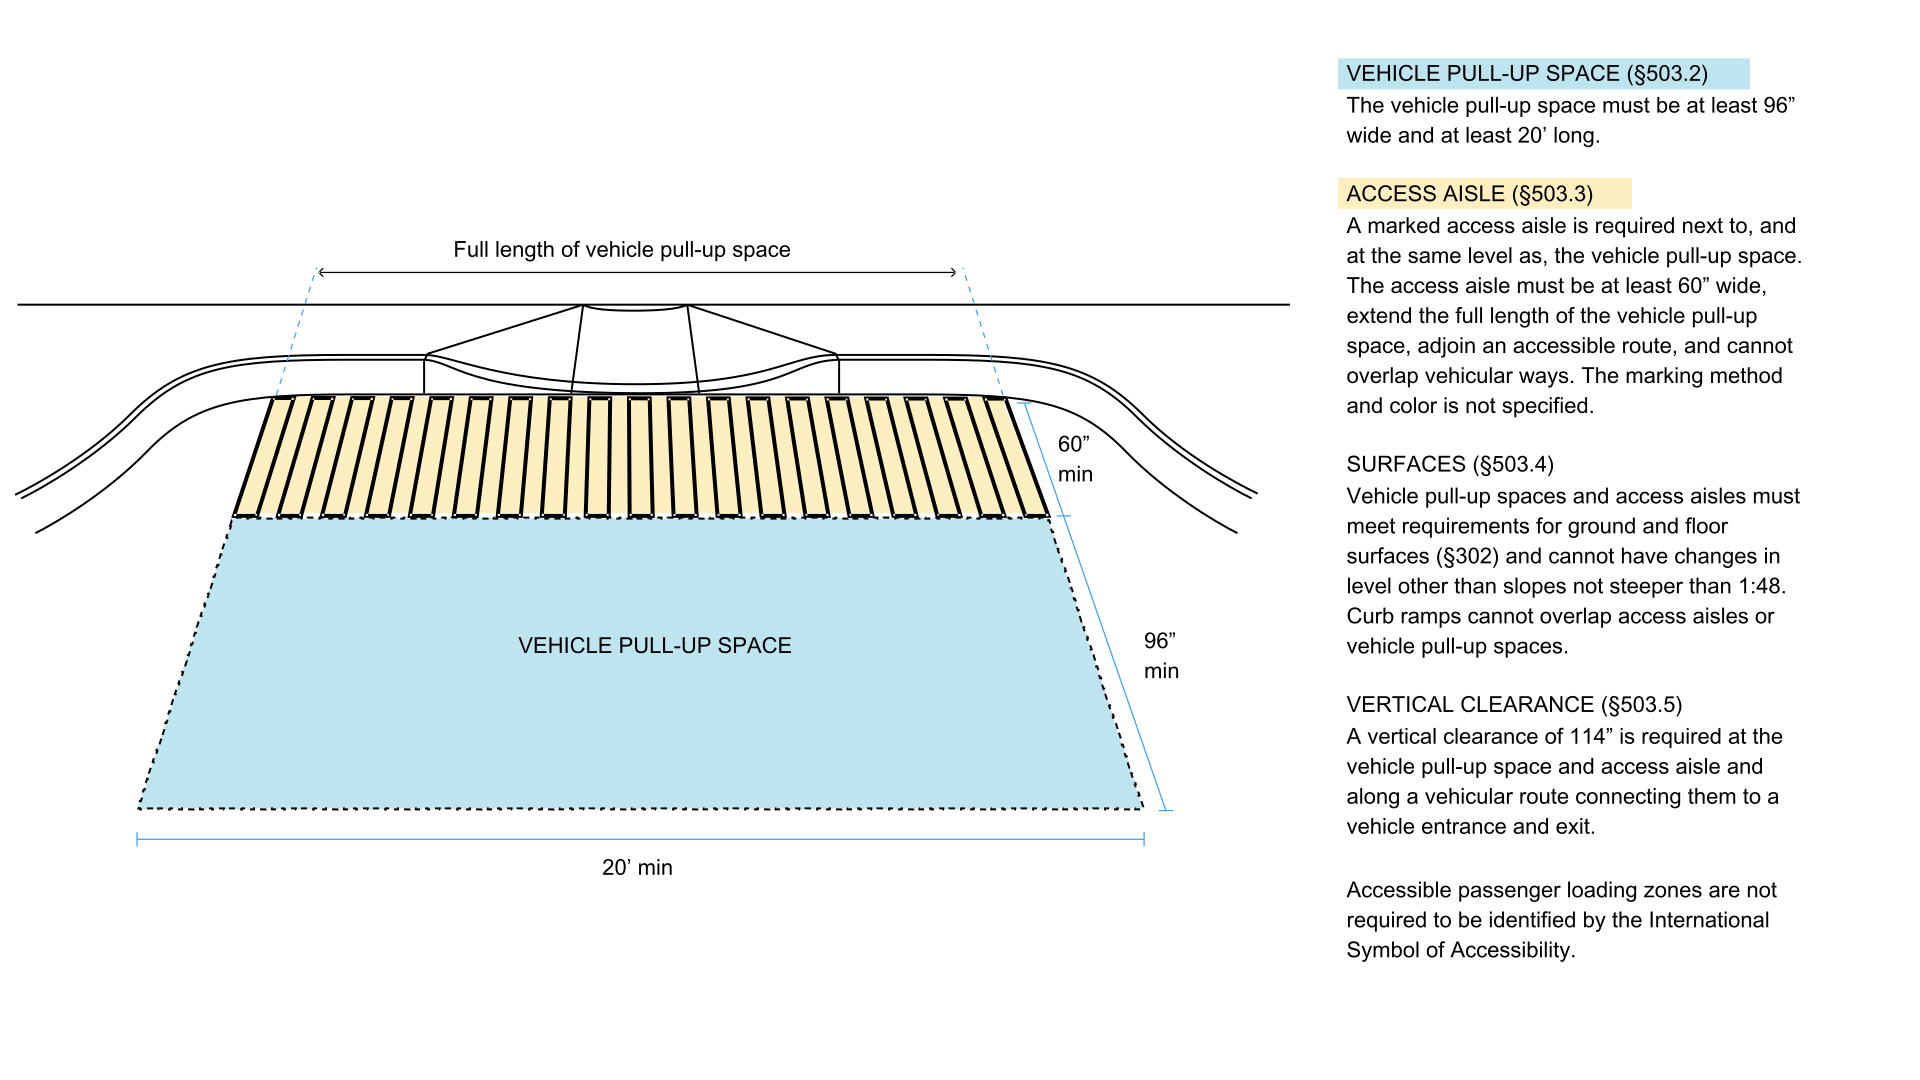 Full length of vehicle pull-up space
60”
min
VEHICLE PULL-UP SPACE
96”
min
20’ min
VEHICLE PULL-UP SPACE (§503.2)
The vehicle pull-up space must be at least 96”
wide and at least 20’ long.
ACCESS AISLE (§503.3)
A marked access aisle is required next to, and
at the same level as, the vehicle pull-up space.
The access aisle must be at least 60” wide,
extend the full length of the vehicle pull-up
space, adjoin an accessible route, and cannot
overlap vehicular ways. The marking method
and color is not specified.
SURFACES (§503.4)
Vehicle pull-up spaces and access aisles must
meet requirements for ground and floor
surfaces (§302) and cannot have changes in
level other than slopes not steeper than 1:48.
Curb ramps cannot overlap access aisles or
vehicle pull-up spaces.
VERTICAL CLEARANCE (§503.5)
A vertical clearance of 114” is required at the
vehicle pull-up space and access aisle and
along a vehicular route connecting them to a
vehicle entrance and exit.
Accessible passenger loading zones are not
required to be identified by the International
Symbol of Accessibility.